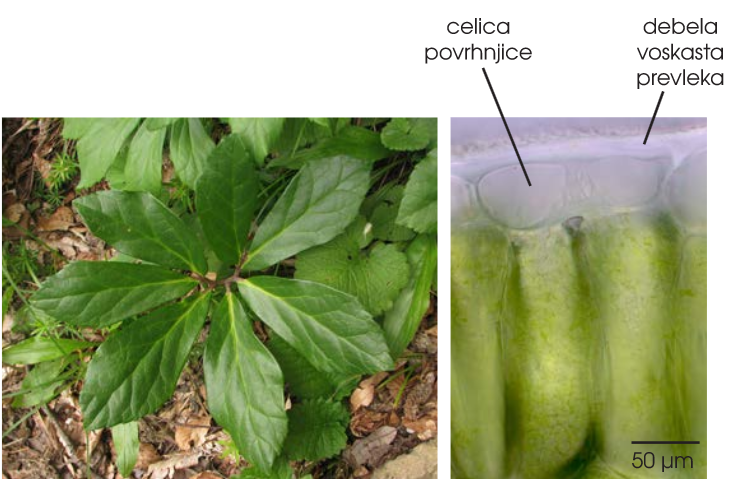 celica
povrhnjice
debela
voskasta
prevleka
50 µm